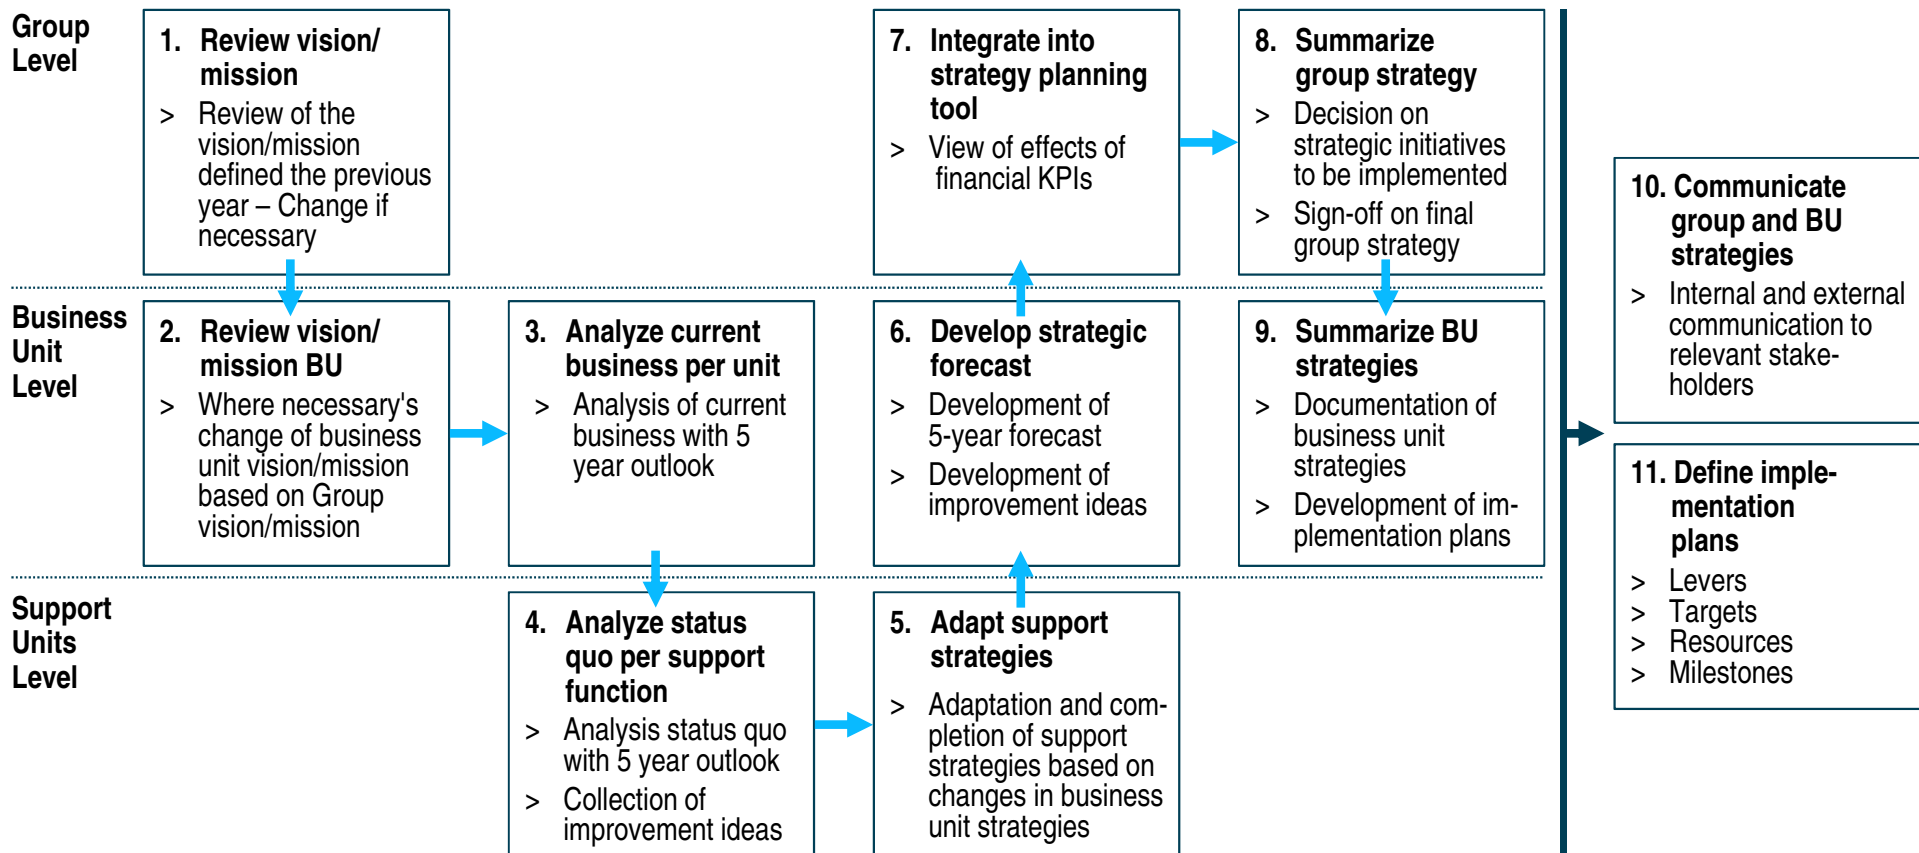 Group
Level
1. Review vision/
mission
> Review of the
vision/mission
defined the previous
year – Change if
necessary
7. Integrate into
strategy planning
tool
> View of effects of
financial KPIs
8. Summarize
group strategy
> Decision on
strategic initiatives
to be implemented
> Sign-off on final
group strategy
Business
Unit
Level
2. Review vision/
mission BU
> Where necessary's
change of business
unit vision/mission
based on Group
vision/mission
3. Analyze current
business per unit
> Analysis of current
business with 5
year outlook
6. Develop strategic
forecast
> Development of
5-year forecast
> Development of
improvement ideas
9. Summarize BU
strategies
> Documentation of
business unit
strategies
> Development of im-
plementation plans
Support
Units
Level
4. Analyze status
quo per support
function
> Analysis status quo
with 5 year outlook
> Collection of
improvement ideas
5. Adapt support
strategies
> Adaptation and com-
pletion of support
strategies based on
changes in business
unit strategies
10. Communicate
group and BU
strategies
> Internal and external
communication to
relevant stake-
holders
11. Define imple-
mentation
plans
> Levers
> Targets
> Resources
> Milestones